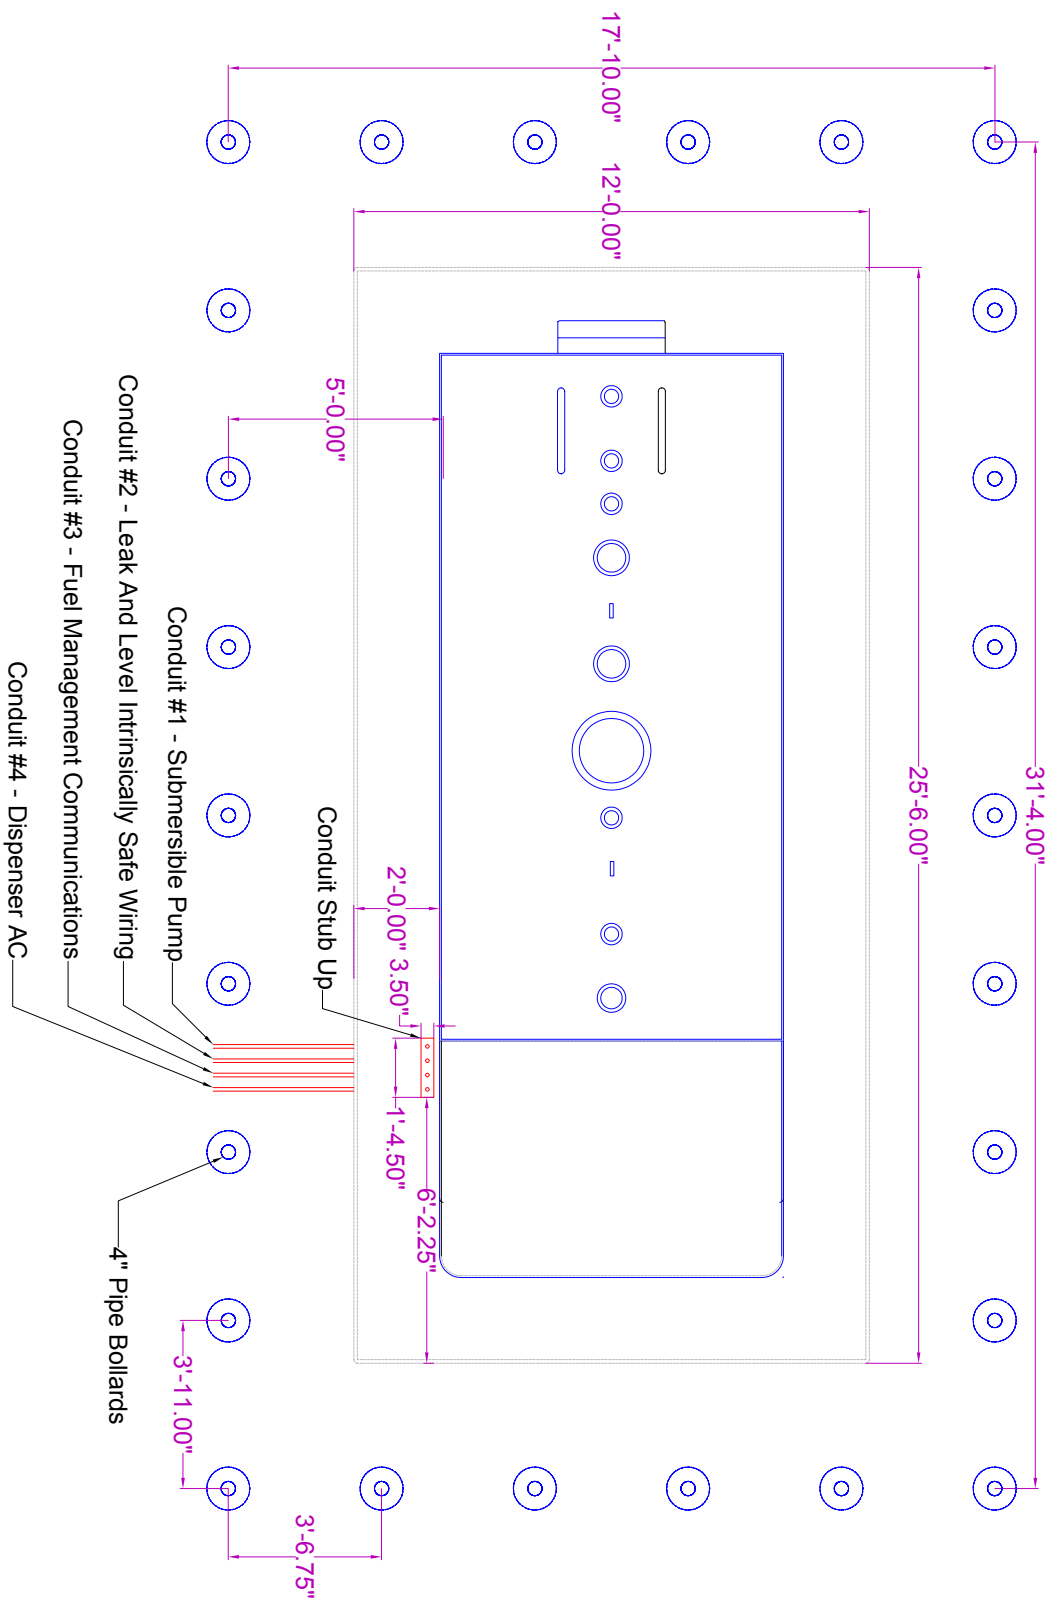 31'-4.00"
25'-6.00"
17'-10.00"
12'-0.00"
5'-0.00"
2'-0.00"
3.50"
1'-4.50"
6'-2.25"
3'-11.00"
3'-6.75"
Conduit Stub Up
Conduit #1 - Submersible Pump
Conduit #2 - Leak And Level Intrinsically Safe Wiring
Conduit #3 - Fuel Management Communications
Conduit #4 - Dispenser AC
4" Pipe Bollards